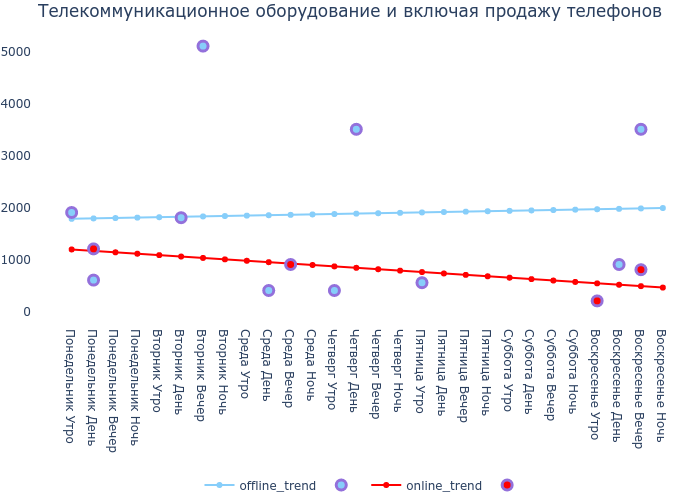 Телекоммуникационное оборудование и включая продажу телефонов
5000
4000
3000
2000
1000
0
Понедельник Утро
Понедельник День
Понедельник Вечер
Понедельник Ночь
Вторник Утро
Вторник День
Вторник Вечер
Вторник Ночь
Среда Утро
Среда День
Среда Вечер
Среда Ночь
Четверг Утро
Четверг День
Четверг Вечер
Четверг Ночь
Пятница Утро
Пятница День
Пятница Вечер
Пятница Ночь
Суббота Утро
Суббота День
Суббота Вечер
Суббота Ночь
Воскресенье Утро
Воскресенье День
Воскресенье Вечер
Воскресенье Ночь
offline_trend online_trend